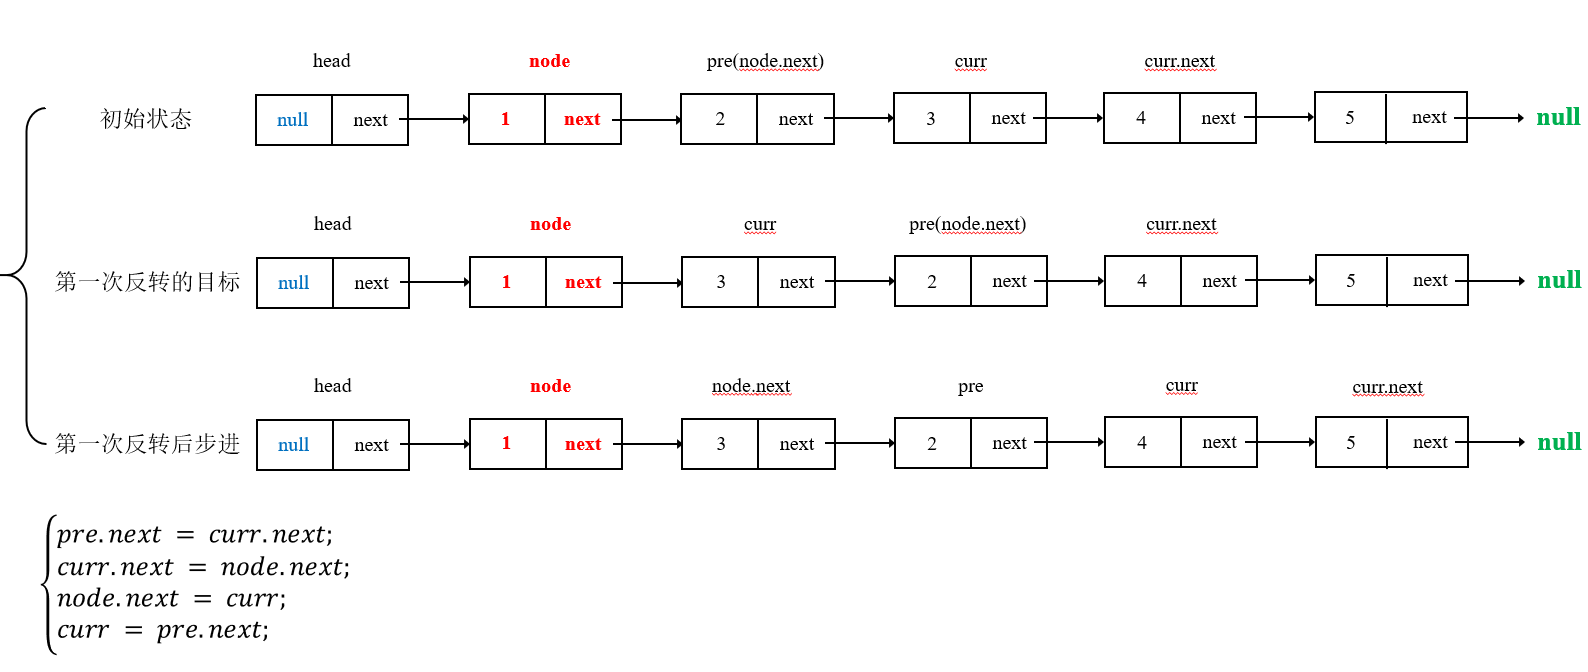 head node pre(node.next) curr curr.next
初始状态 null next 1 next 2 next 3 next 4 next 5 next null
head node curr pre(node.next) curr.next
第一次反转的目标 null next 1 next 3 next 2 next 4 next 5 next null
head node node.next pre curr curr.next
第一次反转后步进 null next 1 next 3 next 2 next 4 next 5 next null
pre.next = curr.next;
curr.next = node.next;
node.next = curr;
curr = pre.next;